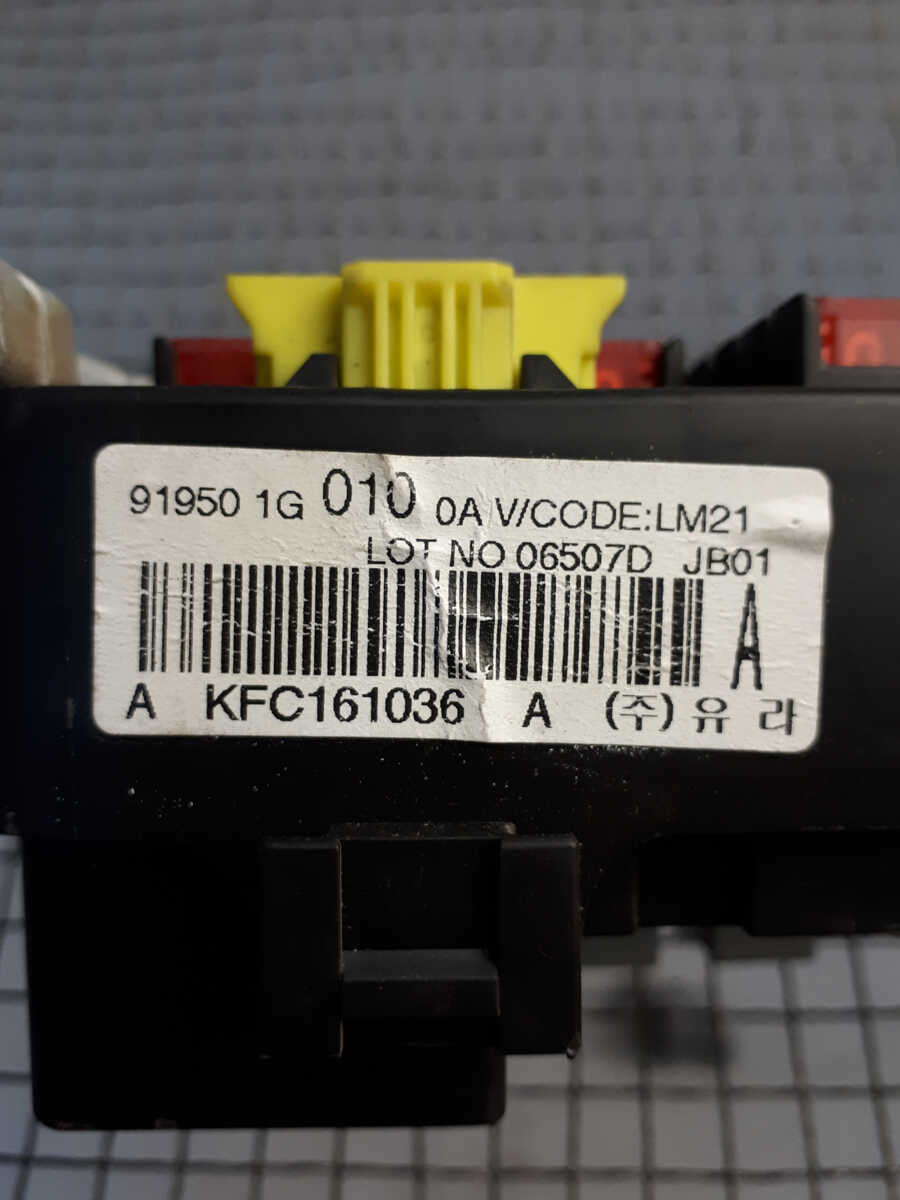 91950 1G 010 0A V/CODE:LM21
LOT NO 06507D JB01
A
A KFC161036 A (주) 유 라